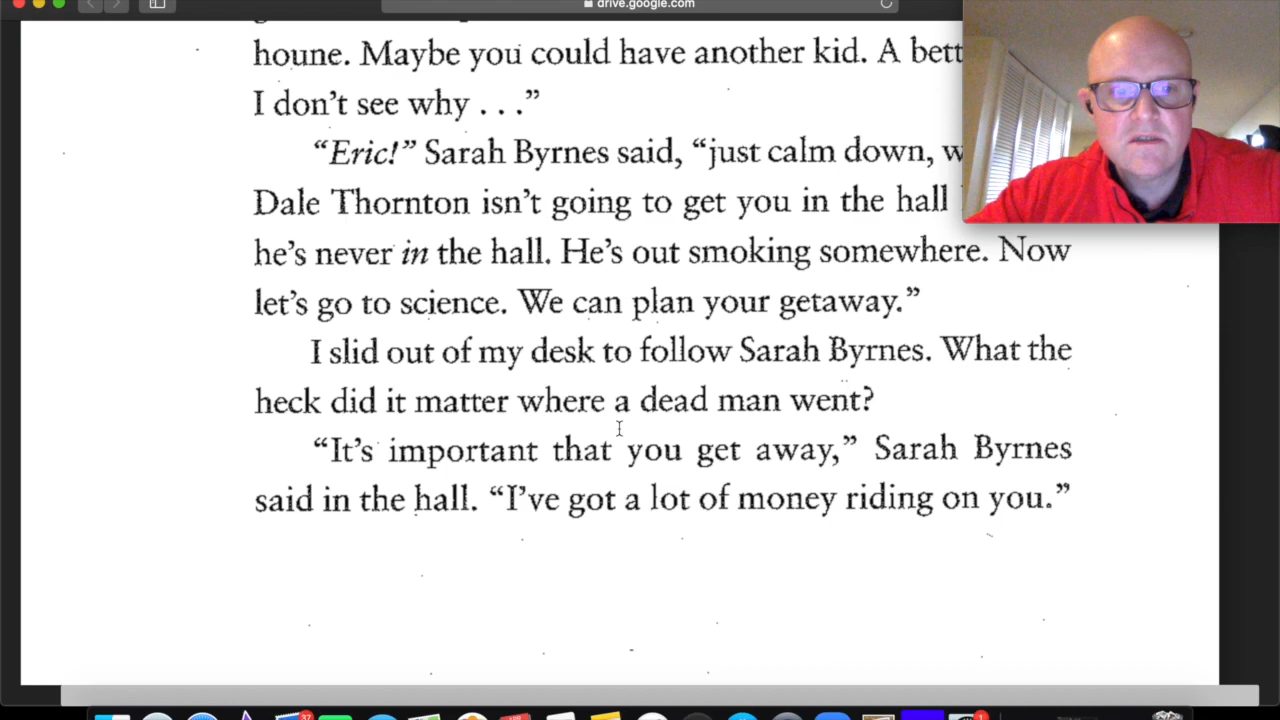 drive.google.com
houne. Maybe you could have another kid. A bett
I don't see why . . ."
"Eric!" Sarah Byrnes said, "just calm down, w
Dale Thornton isn't going to get you in the hall
he's never in the hall. He's out smoking somewhere. Now
let's go to science. We can plan your getaway."
I slid out of my desk to follow Sarah Byrnes. What the
heck did it matter where a dead man went?
"It's important that you get away," Sarah Byrnes
said in the hall. "I've got a lot of money riding on you."
37
1